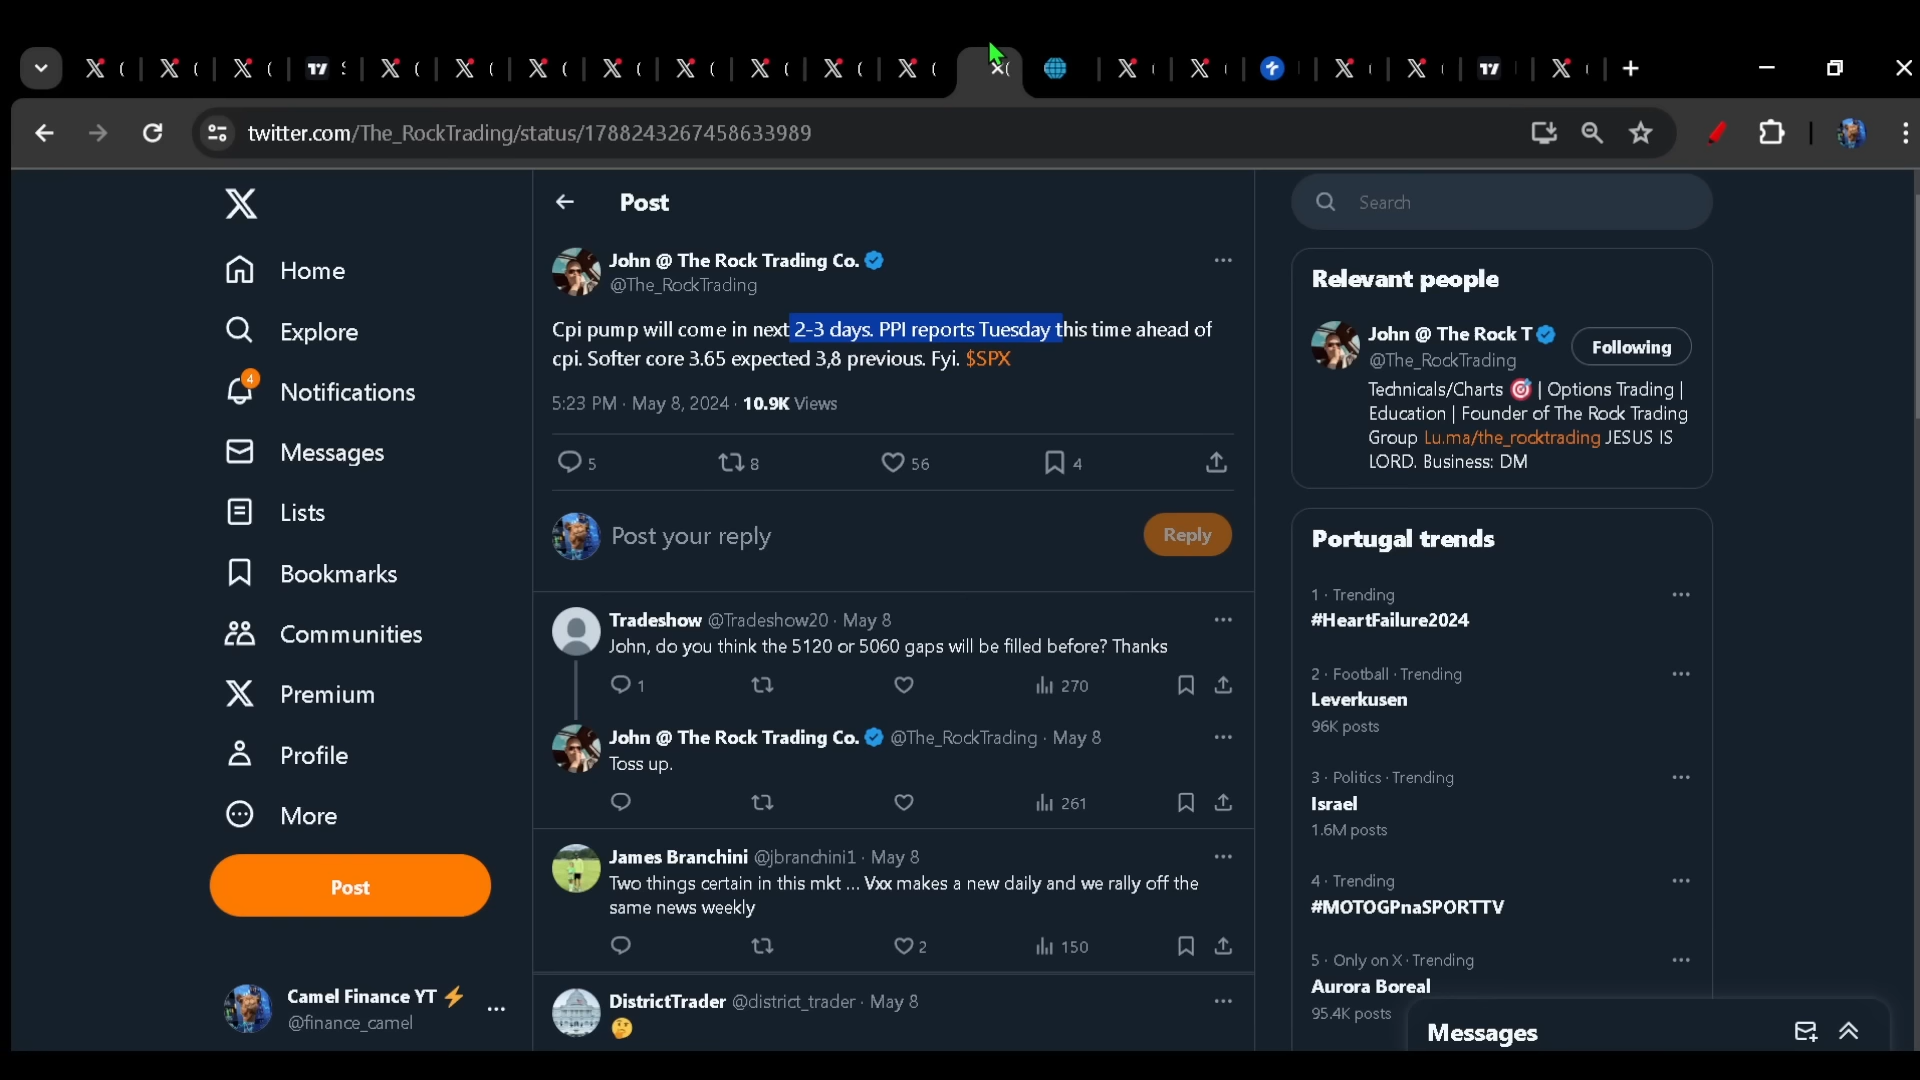 twitter.com/The_RockTrading/status/1788243267458633989
Home
Explore
4
Notifications
Messages
Lists
Bookmarks
Communities
Premium
Profile
More
Post
Camel Finance YT⚡
@finance_camel
Post
John @ The Rock Trading Co.
@The_RockTrading
Cpi pump will come in next 2-3 days. PPI reports Tuesday this time ahead of
cpi. Softer core 3.65 expected 3,8 previous. Fyi. $SPX
5:23 PM · May 8, 2024 · 10.9K Views
5 8 56 4
Post your reply
Reply
Tradeshow @Tradeshow20 · May 8
John, do you think the 5120 or 5060 gaps will be filled before? Thanks
1 270
John @ The Rock Trading Co. @The_RockTrading · May 8
Toss up.
261
James Branchini @jbranchini1 · May 8
Two things certain in this mkt ... Vxx makes a new daily and we rally off the
same news weekly
2 150
DistrictTrader @district_trader · May 8
🤔
Search
Relevant people
John @ The Rock T
Following
@The_RockTrading
Technicals/Charts 🎯 | Options Trading |
Education | Founder of The Rock Trading
Group Lu.ma/the_rocktrading JESUS IS
LORD. Business: DM
Portugal trends
1 · Trending
#HeartFailure2024
2 · Football · Trending
Leverkusen
96K posts
3 · Politics · Trending
Israel
1.6M posts
4 · Trending
#MOTOGPnaSPORTTV
5 · Only on X · Trending
Aurora Boreal
95.4K posts
Messages